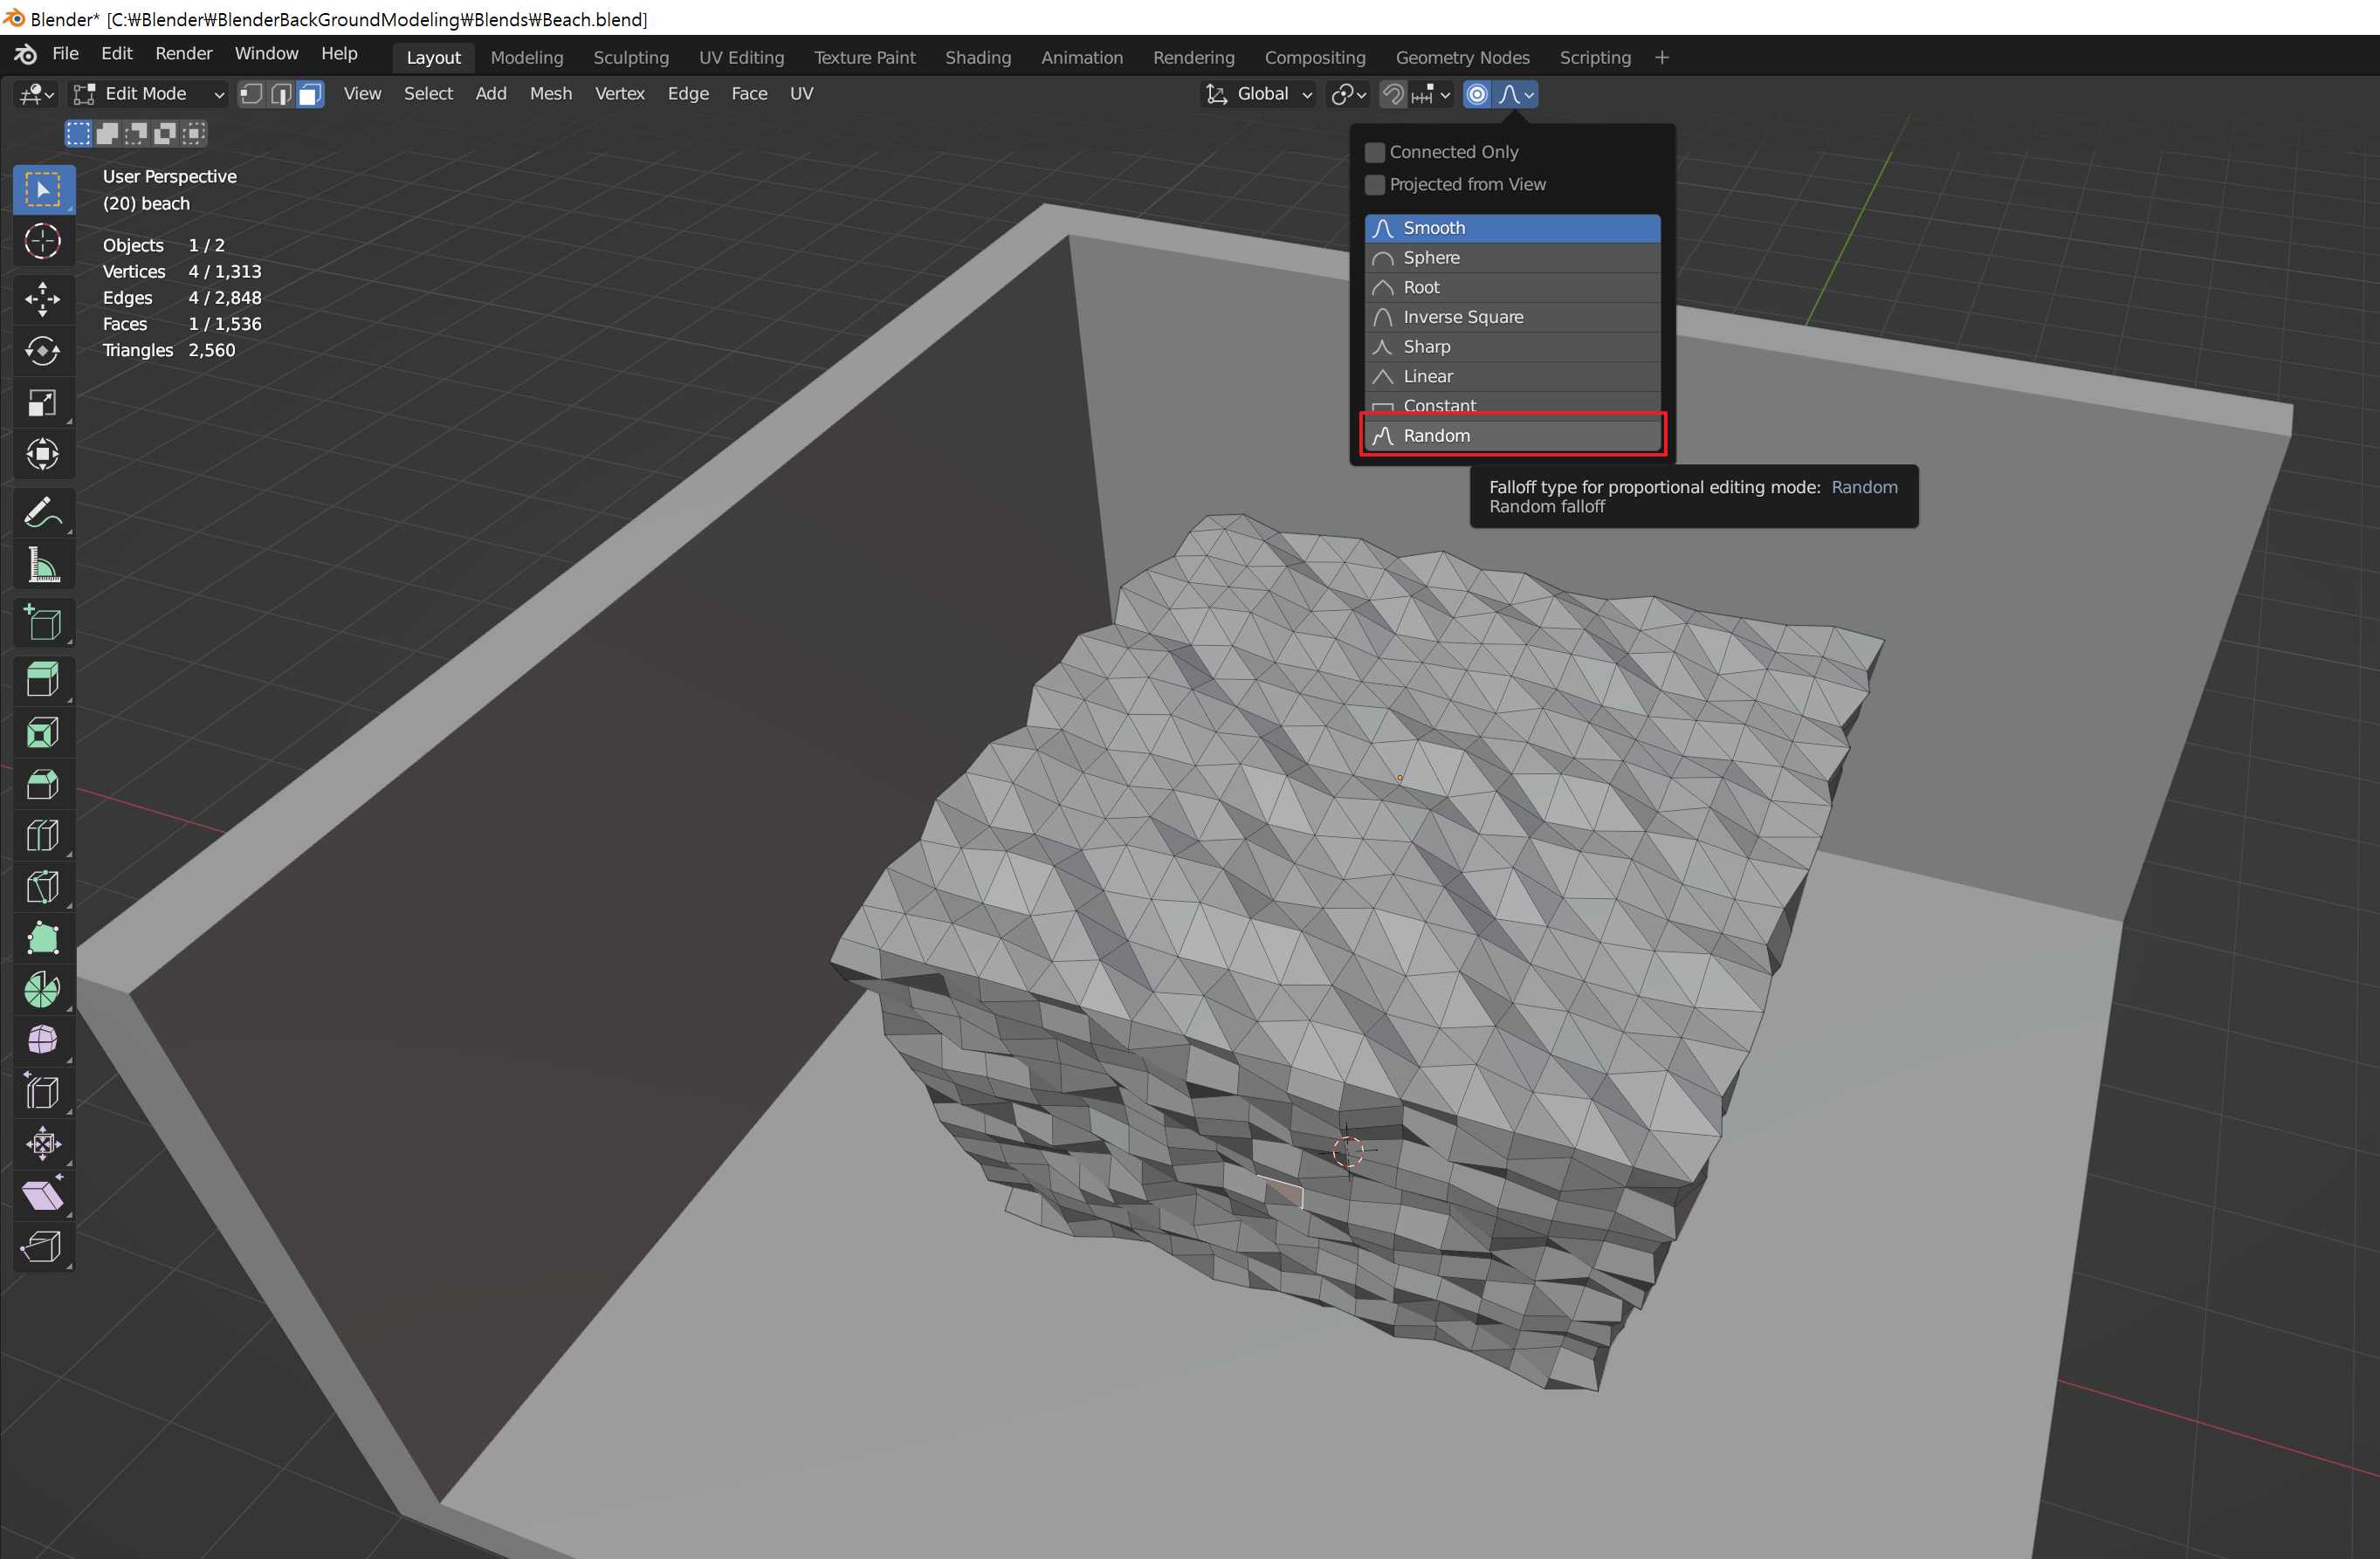 Blender* [C:₩Blender₩BlenderBackGroundModeling₩Blends₩Beach.blend]
File Edit Render Window Help Layout Modeling Sculpting UV Editing Texture Paint Shading Animation Rendering Compositing Geometry Nodes Scripting +
Edit Mode View Select Add Mesh Vertex Edge Face UV Global
User Perspective
(20) beach
Objects 1 / 2
Vertices 4 / 1,313
Edges 4 / 2,848
Faces 1 / 1,536
Triangles 2,560
Connected Only
Projected from View
Smooth
Sphere
Root
Inverse Square
Sharp
Linear
Constant
Random
Falloff type for proportional editing mode: Random
Random falloff